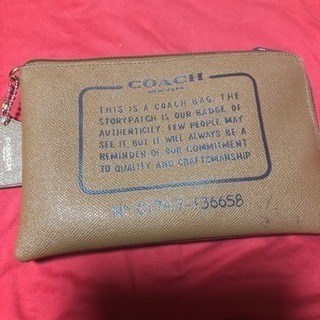 COACH
NEW YORK
THIS IS A COACH BAG. THE
STORYPATCH IS OUR BADGE OF
AUTHENTICITY. FEW PEOPLE MAY
SEE IT, BUT IT WILL ALWAYS BE A
REMINDER OF OUR COMMITMENT
TO QUALITY AND CRAFTSMANSHIP.
-F36658
COACH